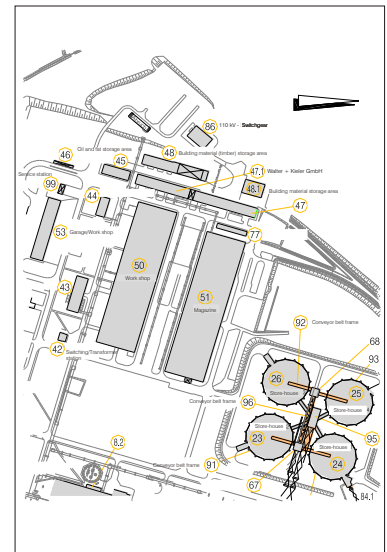 86
110 kV - Switchgear
Oil and oil storage area
46
45
48
Building material (timber) storage area
47.1
Walter + Kieler GmbH
Service station
99
44
48.1
Building material storage area
47
53
Garage/Work shop
77
50
Work shop
51
Magazine
43
92
Conveyor belt frame
68
93
42
Switching/Transformer
station
26
Store-house
25
Store-house
Conveyor belt frame
96
8.2
23
Store-house
95
Store-house
24
Conveyor belt frame
91
67
84.1